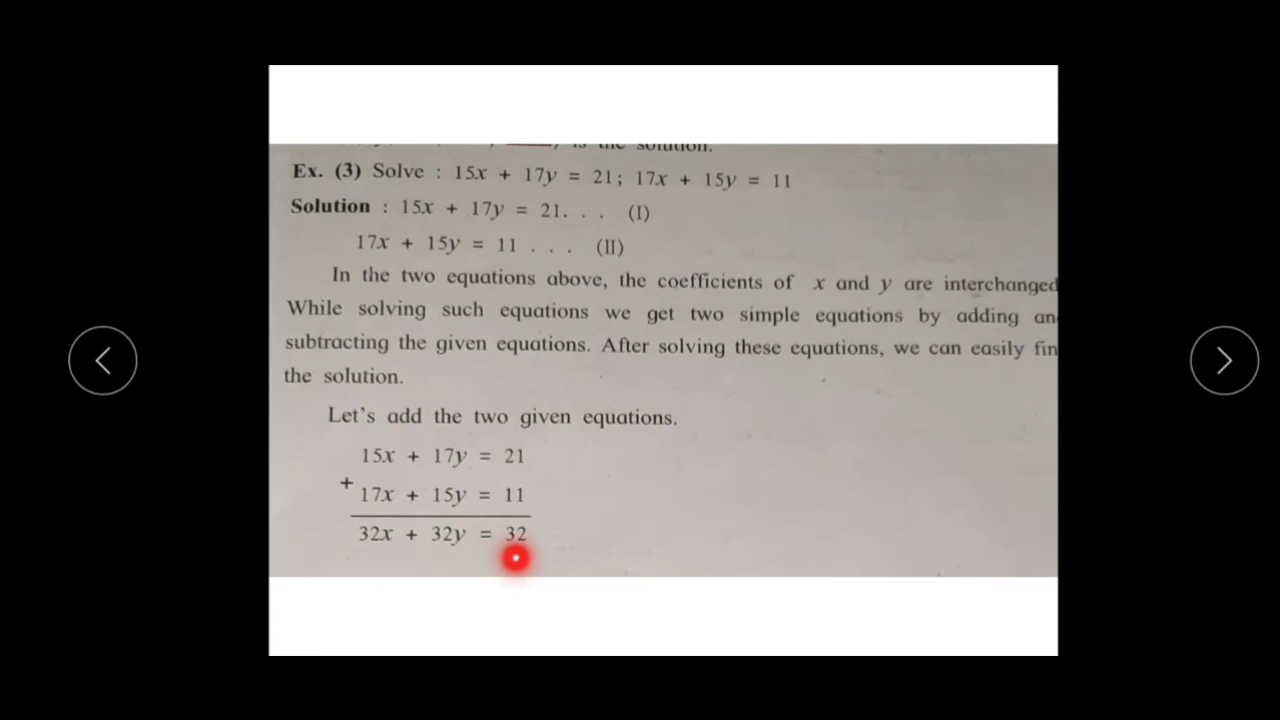 is the solution.
Ex. (3) Solve : 15x + 17y = 21; 17x + 15y = 11
Solution : 15x + 17y = 21. . . (I)
17x + 15y = 11 . . . (II)
In the two equations above, the coefficients of x and y are interchanged
While solving such equations we get two simple equations by adding an
subtracting the given equations. After solving these equations, we can easily fin
the solution.
Let's add the two given equations.
15x + 17y = 21
+
17x + 15y = 11
32x + 32y = 32